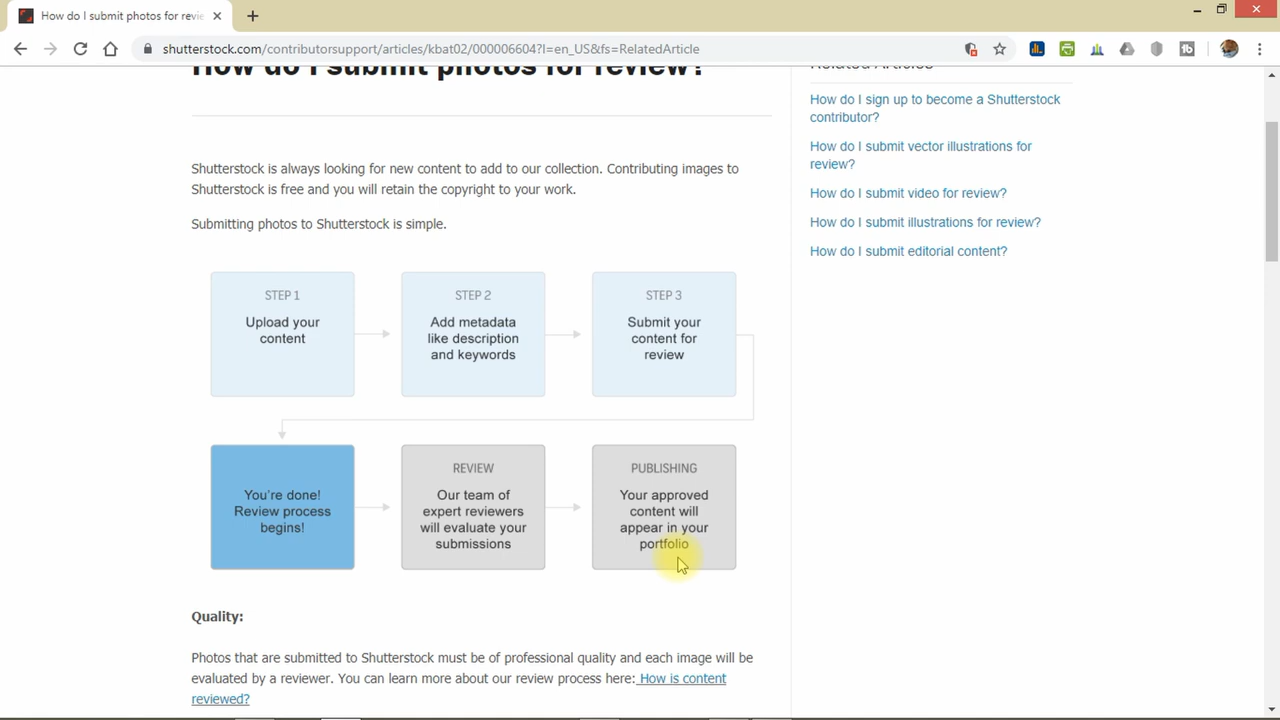 How do I submit photos for revie
shutterstock.com/contributorsupport/articles/kbat02/000006604?l=en_US&fs=RelatedArticle
How do I submit photos for review?
Related Articles
How do I sign up to become a Shutterstock
contributor?
How do I submit vector illustrations for
review?
How do I submit video for review?
How do I submit illustrations for review?
How do I submit editorial content?
Shutterstock is always looking for new content to add to our collection. Contributing images to
Shutterstock is free and you will retain the copyright to your work.
Submitting photos to Shutterstock is simple.
STEP 1
Upload your
content
STEP 2
Add metadata
like description
and keywords
STEP 3
Submit your
content for
review
You're done!
Review process
begins!
REVIEW
Our team of
expert reviewers
will evaluate your
submissions
PUBLISHING
Your approved
content will
appear in your
portfolio
Quality:
Photos that are submitted to Shutterstock must be of professional quality and each image will be
evaluated by a reviewer. You can learn more about our review process here: How is content
reviewed?